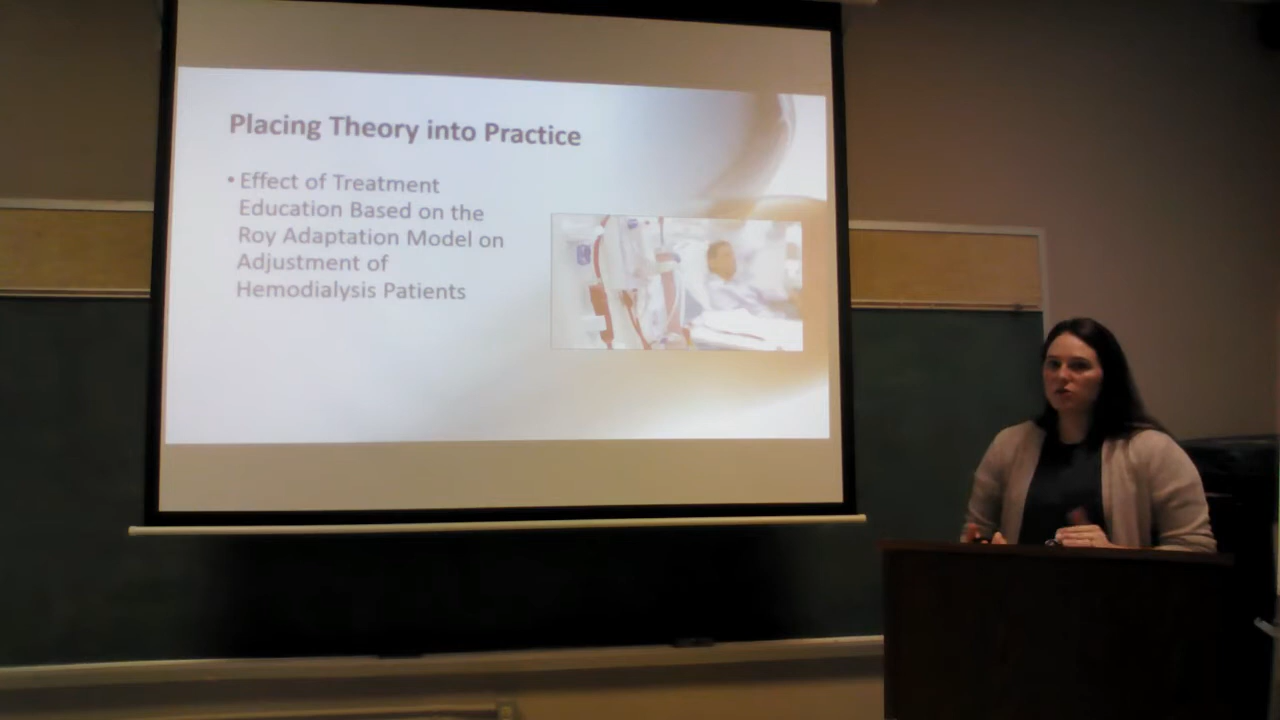 Placing Theory into Practice
• Effect of Treatment
Education Based on the
Roy Adaptation Model on
Adjustment of
Hemodialysis Patients